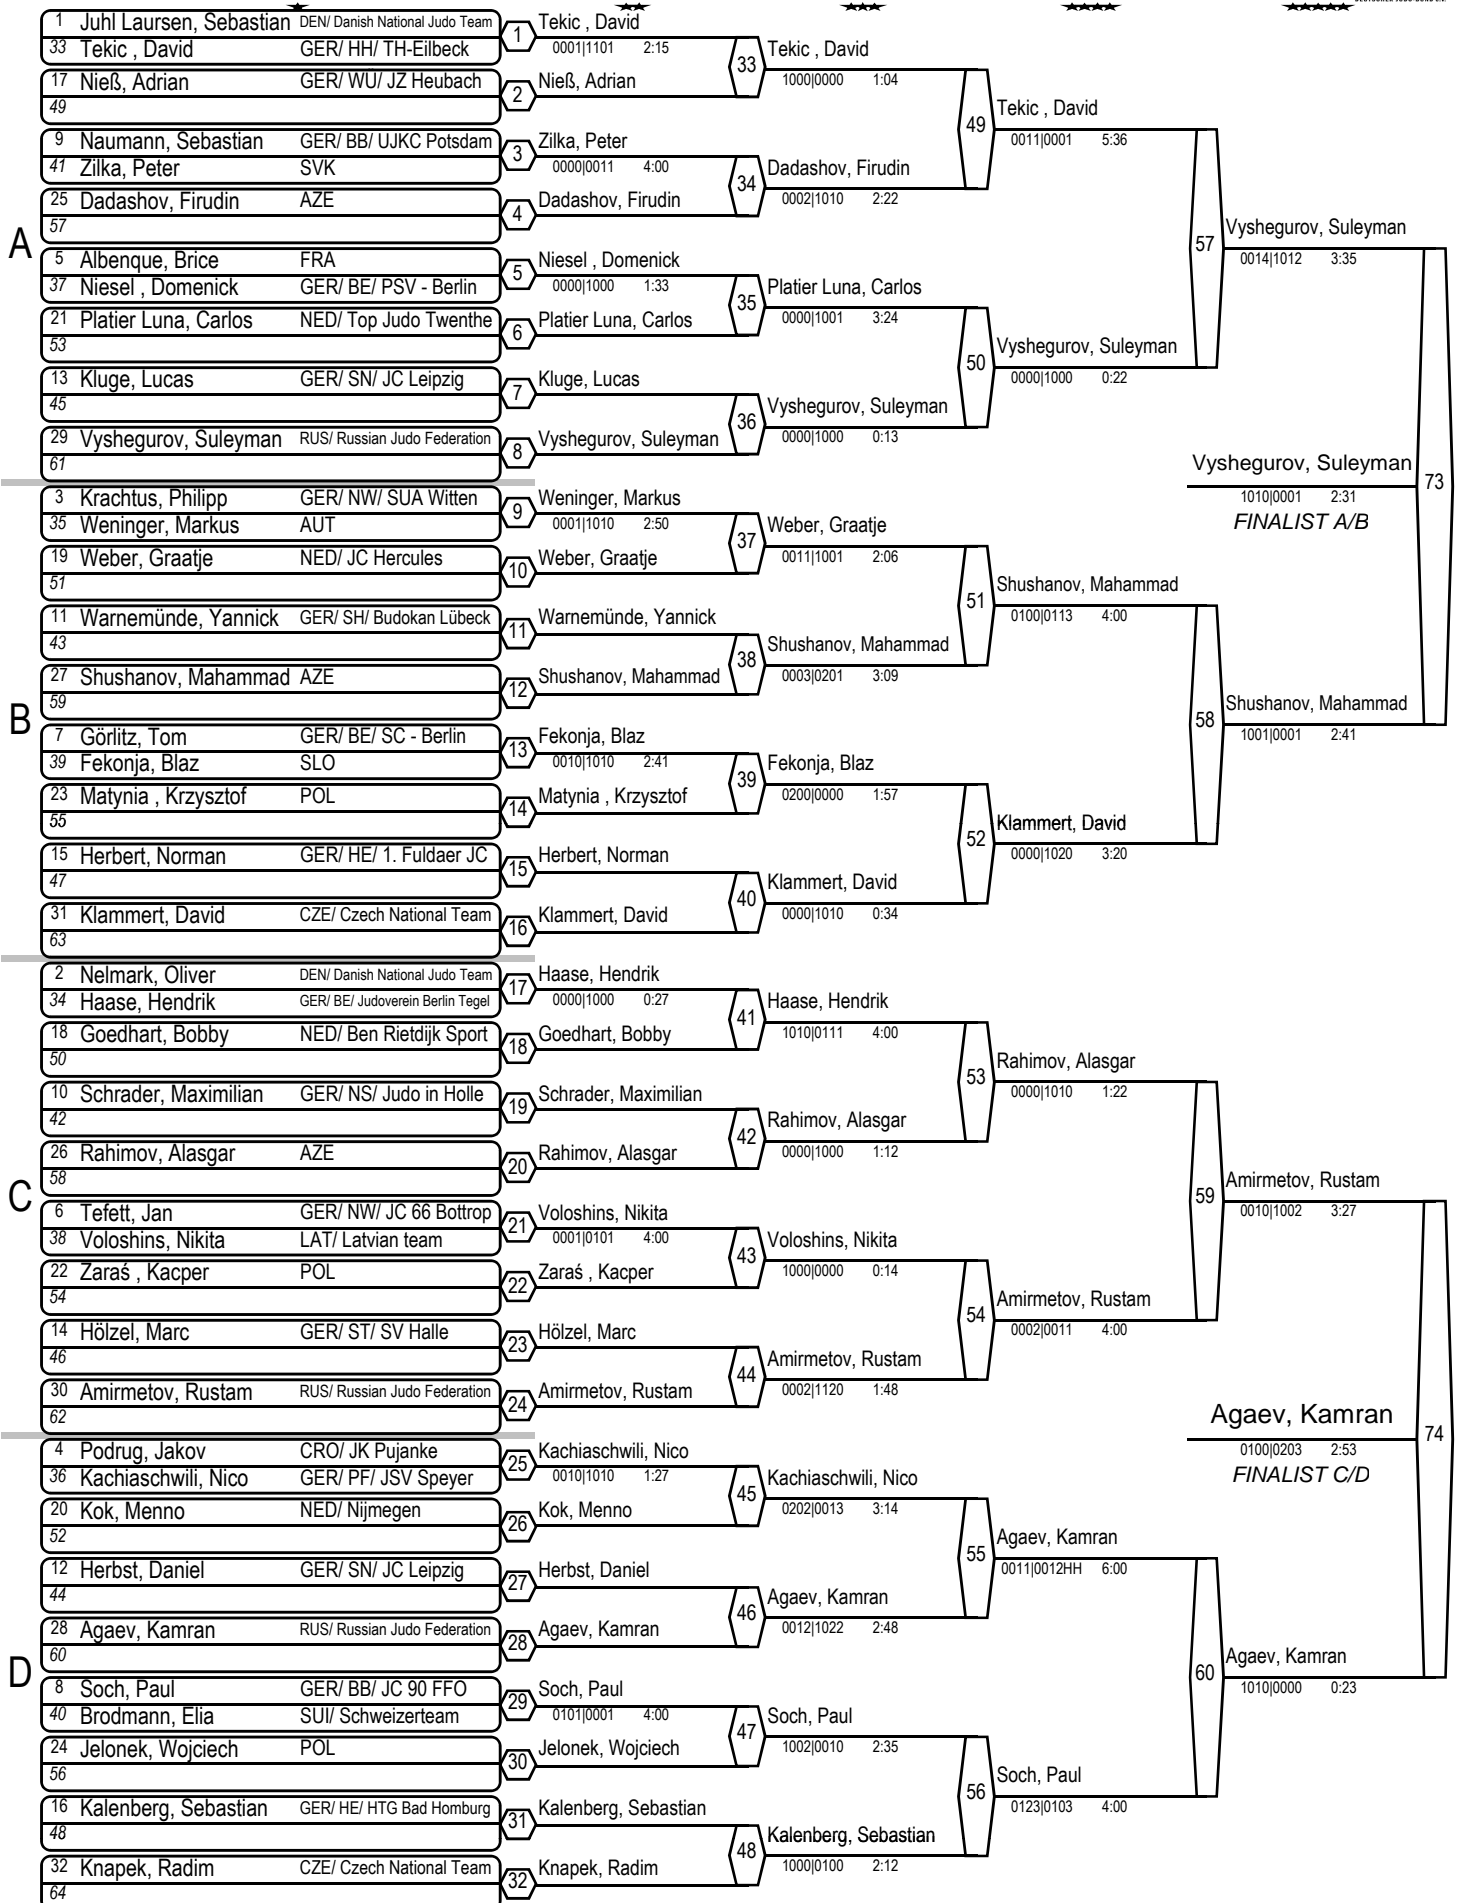 1 Juhl Laursen, Sebastian DEN/ Danish National Judo Team
33 Tekic , David GER/ HH/ TH-Eilbeck
1
Tekic , David
0001|1101 2:15
17 Nieß, Adrian GER/ WÜ/ JZ Heubach
49
2
Nieß, Adrian
33
Tekic , David
1000|0000 1:04
9 Naumann, Sebastian GER/ BB/ UJKC Potsdam
41 Zilka, Peter SVK
3
Zilka, Peter
0000|0011 4:00
25 Dadashov, Firudin AZE
57
4
Dadashov, Firudin
34
Dadashov, Firudin
0002|1010 2:22
49
Tekic , David
0011|0001 5:36
A
5 Albenque, Brice FRA
37 Niesel , Domenick GER/ BE/ PSV - Berlin
5
Niesel , Domenick
0000|1000 1:33
21 Platier Luna, Carlos NED/ Top Judo Twenthe
53
6
Platier Luna, Carlos
35
Platier Luna, Carlos
0000|1001 3:24
13 Kluge, Lucas GER/ SN/ JC Leipzig
45
7
Kluge, Lucas
29 Vyshegurov, Suleyman RUS/ Russian Judo Federation
61
8
Vyshegurov, Suleyman
36
Vyshegurov, Suleyman
0000|1000 0:13
50
Vyshegurov, Suleyman
0000|1000 0:22
57
Vyshegurov, Suleyman
0014|1012 3:35
3 Krachtus, Philipp GER/ NW/ SUA Witten
35 Weninger, Markus AUT
9
Weninger, Markus
0001|1010 2:50
19 Weber, Graatje NED/ JC Hercules
51
10
Weber, Graatje
37
Weber, Graatje
0011|1001 2:06
11 Warnemünde, Yannick GER/ SH/ Budokan Lübeck
43
11
Warnemünde, Yannick
27 Shushanov, Mahammad AZE
59
12
Shushanov, Mahammad
38
Shushanov, Mahammad
0003|0201 3:09
51
Shushanov, Mahammad
0100|0113 4:00
B
7 Görlitz, Tom GER/ BE/ SC - Berlin
39 Fekonja, Blaz SLO
13
Fekonja, Blaz
0010|1010 2:41
23 Matynia , Krzysztof POL
55
14
Matynia , Krzysztof
39
Fekonja, Blaz
0200|0000 1:57
15 Herbert, Norman GER/ HE/ 1. Fuldaer JC
47
15
Herbert, Norman
31 Klammert, David CZE/ Czech National Team
63
16
Klammert, David
40
Klammert, David
0000|1010 0:34
52
Klammert, David
0000|1020 3:20
58
Shushanov, Mahammad
1001|0001 2:41
73
Vyshegurov, Suleyman
1010|0001 2:31
FINALIST A/B
2 Nelmark, Oliver DEN/ Danish National Judo Team
34 Haase, Hendrik GER/ BE/ Judoverein Berlin Tegel
17
Haase, Hendrik
0000|1000 0:27
18 Goedhart, Bobby NED/ Ben Rietdijk Sport
50
18
Goedhart, Bobby
41
Haase, Hendrik
1010|0111 4:00
10 Schrader, Maximilian GER/ NS/ Judo in Holle
42
19
Schrader, Maximilian
26 Rahimov, Alasgar AZE
58
20
Rahimov, Alasgar
42
Rahimov, Alasgar
0000|1000 1:12
53
Rahimov, Alasgar
0000|1010 1:22
C
6 Tefett, Jan GER/ NW/ JC 66 Bottrop
38 Voloshins, Nikita LAT/ Latvian team
21
Voloshins, Nikita
0001|0101 4:00
22 Zaraś , Kacper POL
54
22
Zaraś , Kacper
43
Voloshins, Nikita
1000|0000 0:14
14 Hölzel, Marc GER/ ST/ SV Halle
46
23
Hölzel, Marc
30 Amirmetov, Rustam RUS/ Russian Judo Federation
62
24
Amirmetov, Rustam
44
Amirmetov, Rustam
0002|1120 1:48
54
Amirmetov, Rustam
0002|0011 4:00
59
Amirmetov, Rustam
0010|1002 3:27
4 Podrug, Jakov CRO/ JK Pujanke
36 Kachiaschwili, Nico GER/ PF/ JSV Speyer
25
Kachiaschwili, Nico
0010|1010 1:27
20 Kok, Menno NED/ Nijmegen
52
26
Kok, Menno
45
Kachiaschwili, Nico
0202|0013 3:14
12 Herbst, Daniel GER/ SN/ JC Leipzig
44
27
Herbst, Daniel
28 Agaev, Kamran RUS/ Russian Judo Federation
60
28
Agaev, Kamran
46
Agaev, Kamran
0012|1022 2:48
55
Agaev, Kamran
0011|0012HH 6:00
D
8 Soch, Paul GER/ BB/ JC 90 FFO
40 Brodmann, Elia SUI/ Schweizerteam
29
Soch, Paul
0101|0001 4:00
24 Jelonek, Wojciech POL
56
30
Jelonek, Wojciech
47
Soch, Paul
1002|0010 2:35
16 Kalenberg, Sebastian GER/ HE/ HTG Bad Homburg
48
31
Kalenberg, Sebastian
32 Knapek, Radim CZE/ Czech National Team
64
32
Knapek, Radim
48
Kalenberg, Sebastian
1000|0100 2:12
56
Soch, Paul
0123|0103 4:00
60
Agaev, Kamran
1010|0000 0:23
74
Agaev, Kamran
0100|0203 2:53
FINALIST C/D